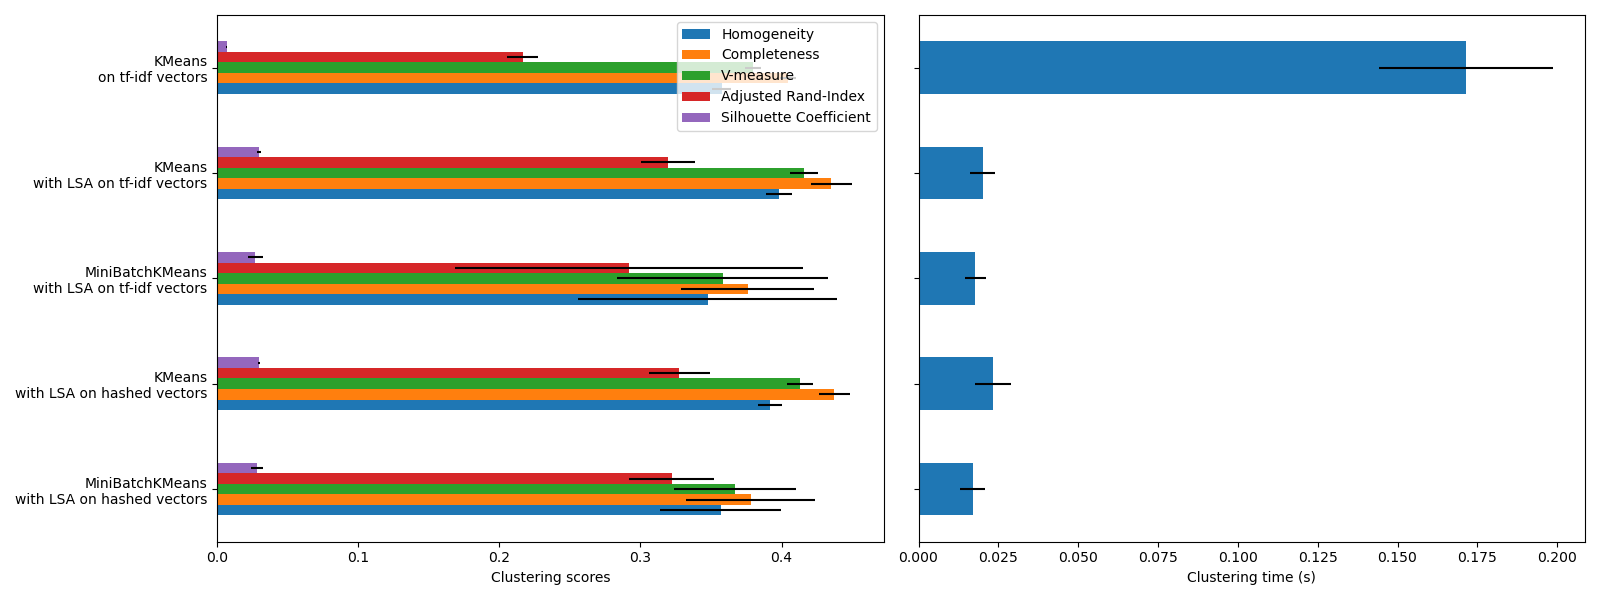 KMeans
on tf-idf vectors
KMeans
with LSA on tf-idf vectors
MiniBatchKMeans
with LSA on tf-idf vectors
KMeans
with LSA on hashed vectors
MiniBatchKMeans
with LSA on hashed vectors
Homogeneity
Completeness
V-measure
Adjusted Rand-Index
Silhouette Coefficient
0.0 0.1 0.2 0.3 0.4
Clustering scores
0.000 0.025 0.050 0.075 0.100 0.125 0.150 0.175 0.200
Clustering time (s)